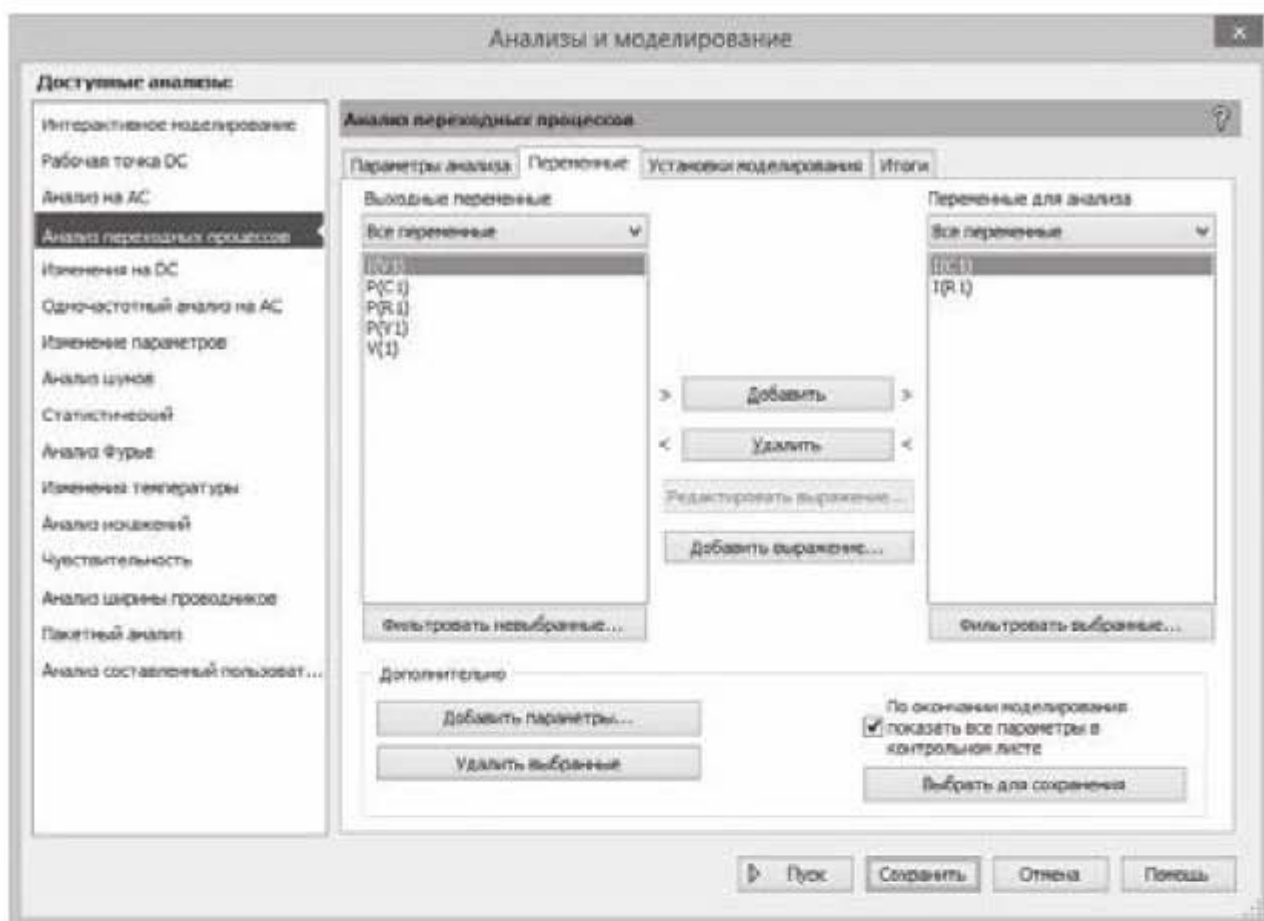 Анализы и моделирование
Доступные анализы:
Интерактивное моделирование
Рабочая точка DC
Анализ на AC
Анализ переходных процессов
Изменения на DC
Одночастотный анализ на AC
Изменение параметров
Анализ шумов
Статистический
Анализ Фурье
Изменения температуры
Анализ искажений
Чувствительность
Анализ ширины проводников
Пакетный анализ
Анализ составленный пользоват...
Анализ переходных процессов
Параметры анализа Переменные Установки моделирования Итоги
Выходные переменные
Все переменные
I(V1)
P(C1)
P(R1)
P(V1)
V(1)
> Добавить >
< Удалить <
Редактировать выражение...
Добавить выражение...
Переменные для анализа
Все переменные
I(C1)
I(R1)
Фильтровать невыбранные...
Фильтровать выбранные...
Дополнительно
Добавить параметры...
Удалить выбранные
По окончании моделирования
показать все параметры в
контрольном листе
Выбрать для сохранения
Пуск Сохранить Отмена Помощь